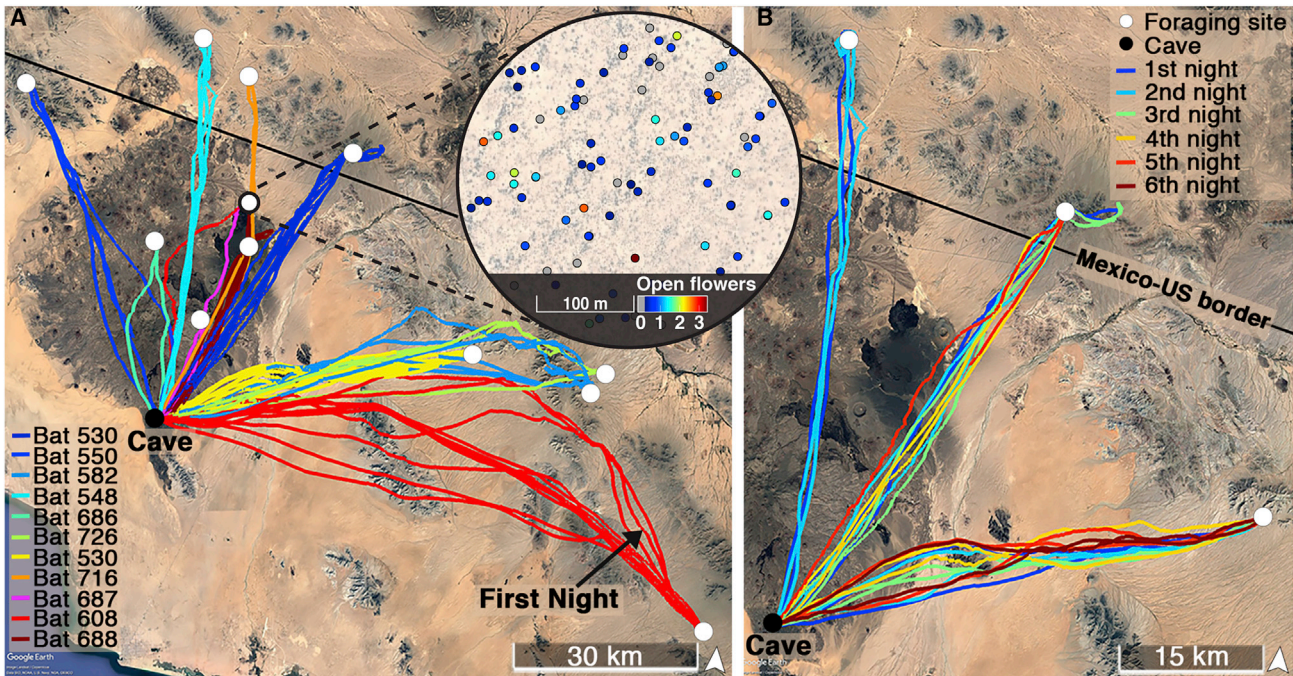 A
Open flowers
100 m
0 1 2 3
Cave
Bat 530
Bat 550
Bat 582
Bat 548
Bat 686
Bat 726
Bat 530
Bat 716
Bat 687
Bat 608
Bat 688
First Night
30 km
Google Earth
B
Foraging site
Cave
1st night
2nd night
3rd night
4th night
5th night
6th night
Mexico-US border
Cave
15 km